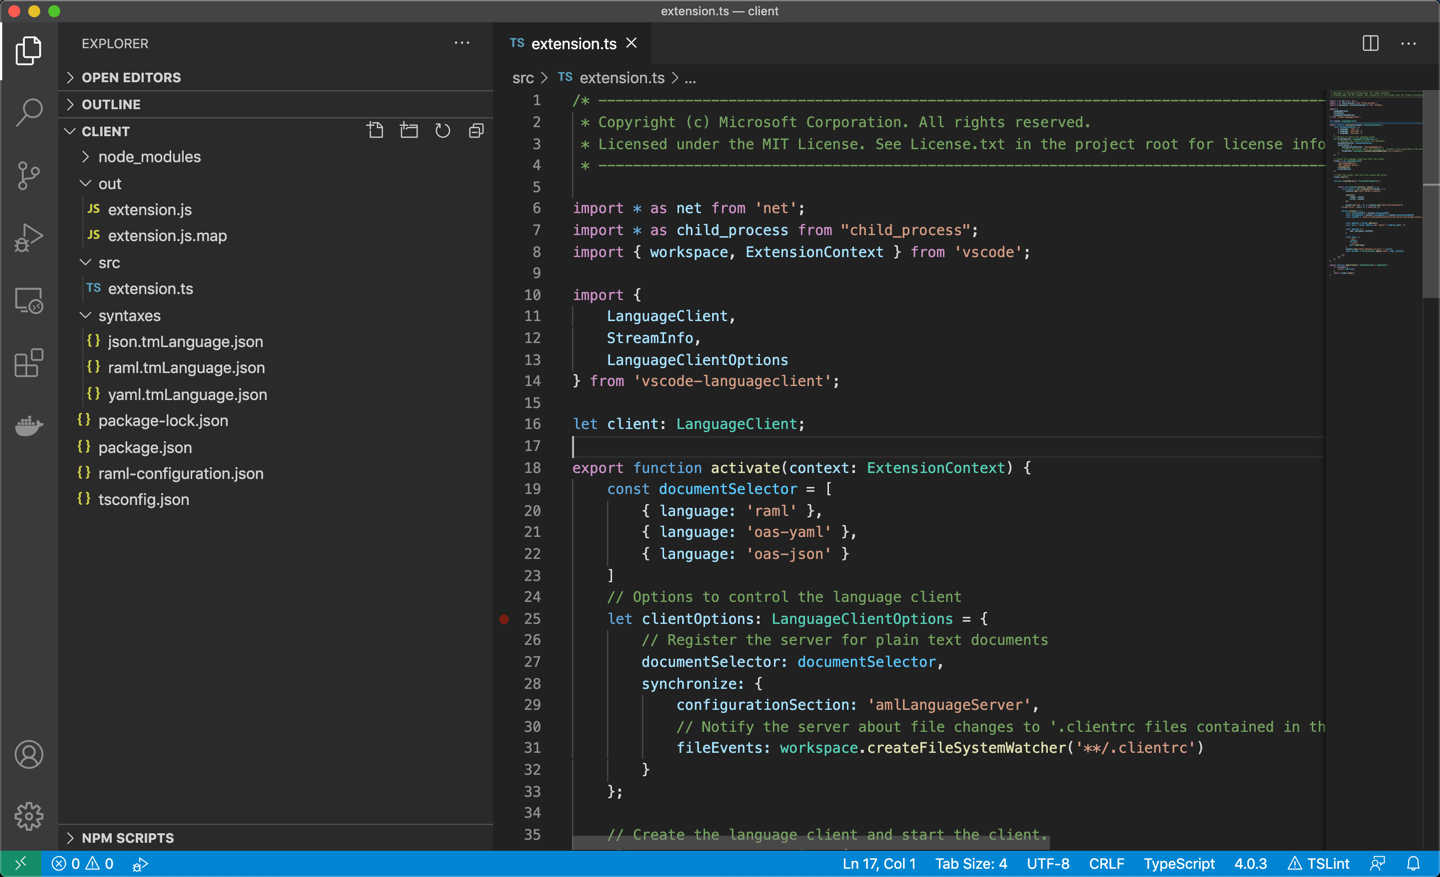 extension.ts — client
EXPLORER
OPEN EDITORS
OUTLINE
CLIENT
node_modules
out
JS extension.js
JS extension.js.map
src
TS extension.ts
syntaxes
{} json.tmLanguage.json
{} raml.tmLanguage.json
{} yaml.tmLanguage.json
{} package-lock.json
{} package.json
{} raml-configuration.json
{} tsconfig.json
NPM SCRIPTS
TS extension.ts
src > TS extension.ts > ...
1 /* --------------------------------------------------------------------------------------
2 * Copyright (c) Microsoft Corporation. All rights reserved.
3 * Licensed under the MIT License. See License.txt in the project root for license info
4 * --------------------------------------------------------------------------------------
5
6 import * as net from 'net';
7 import * as child_process from "child_process";
8 import { workspace, ExtensionContext } from 'vscode';
9
10 import {
11 LanguageClient,
12 StreamInfo,
13 LanguageClientOptions
14 } from 'vscode-languageclient';
15
16 let client: LanguageClient;
17
18 export function activate(context: ExtensionContext) {
19 const documentSelector = [
20 { language: 'raml' },
21 { language: 'oas-yaml' },
22 { language: 'oas-json' }
23 ]
24 // Options to control the language client
25 let clientOptions: LanguageClientOptions = {
26 // Register the server for plain text documents
27 documentSelector: documentSelector,
28 synchronize: {
29 configurationSection: 'amlLanguageServer',
30 // Notify the server about file changes to '.clientrc files contained in th
31 fileEvents: workspace.createFileSystemWatcher('**/.clientrc')
32 }
33 };
34
35 // Create the language client and start the client.
0 0
Ln 17, Col 1 Tab Size: 4 UTF-8 CRLF TypeScript 4.0.3 TSLint